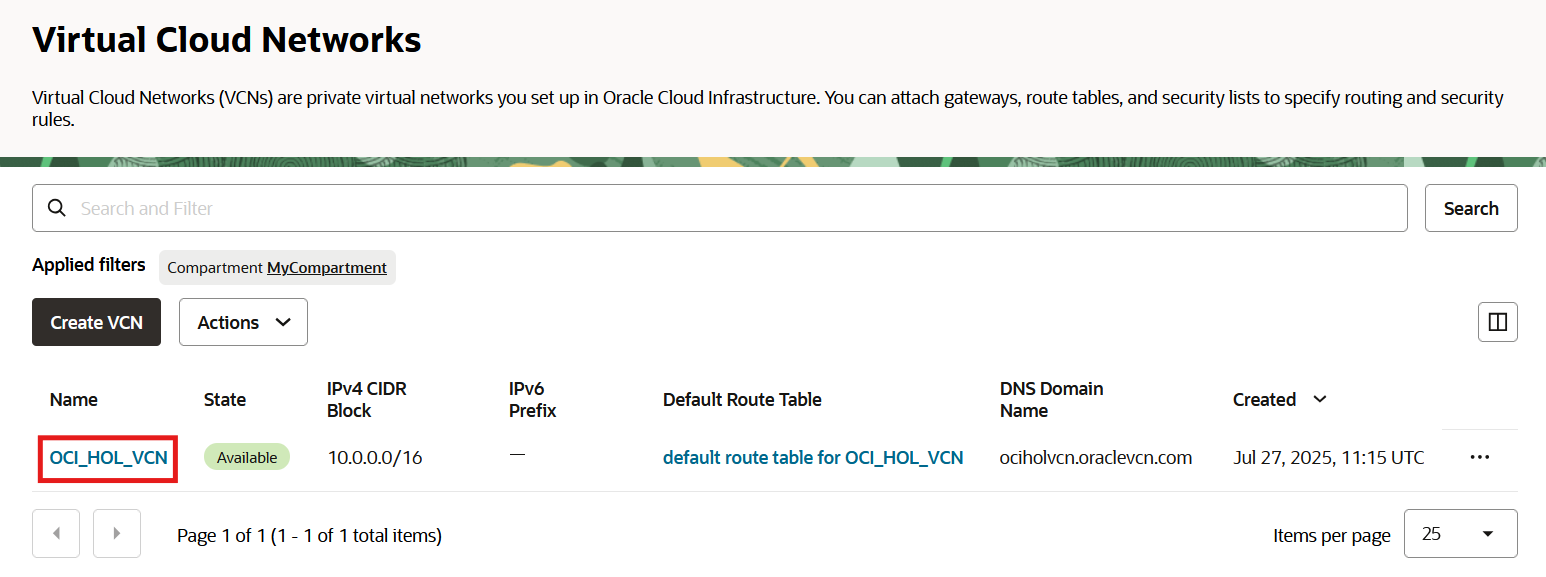 Virtual Cloud Networks
Virtual Cloud Networks (VCNs) are private virtual networks you set up in Oracle Cloud Infrastructure. You can attach gateways, route tables, and security lists to specify routing and security
rules.
Search and Filter
Search
Applied filters
Compartment MyCompartment
Create VCN
Actions
Name
State
IPv4 CIDR
Block
IPv6
Prefix
Default Route Table
DNS Domain
Name
Created
OCI_HOL_VCN
Available
10.0.0.0/16
—
default route table for OCI_HOL_VCN
ociholvcn.oraclevcn.com
Jul 27, 2025, 11:15 UTC
Page 1 of 1 (1 - 1 of 1 total items)
Items per page
25